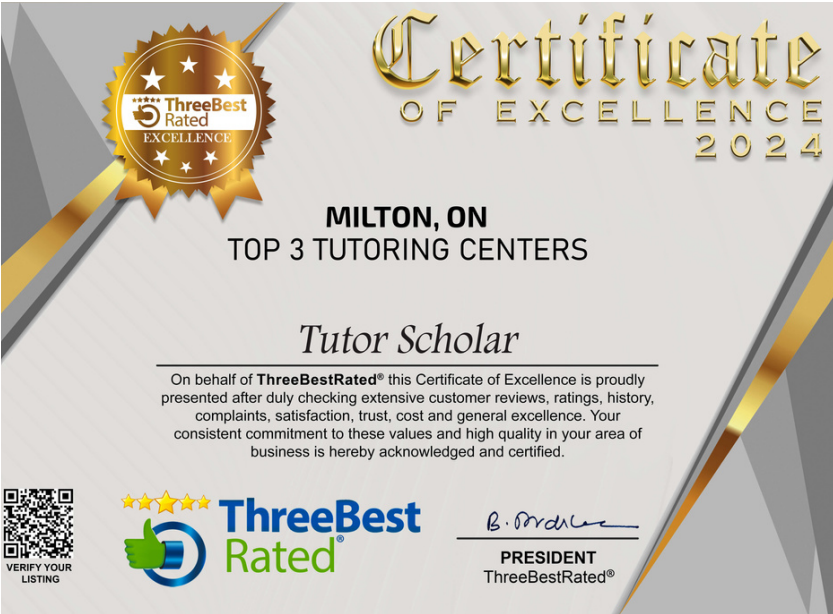 Certificate
OF EXCELLENCE
2024
ThreeBest
Rated
EXCELLENCE
MILTON, ON
TOP 3 TUTORING CENTERS
Tutor Scholar
On behalf of ThreeBestRated® this Certificate of Excellence is proudly
presented after duly checking extensive customer reviews, ratings, history,
complaints, satisfaction, trust, cost and general excellence. Your
consistent commitment to these values and high quality in your area of
business is hereby acknowledged and certified.
VERIFY YOUR
LISTING
ThreeBest
Rated®
PRESIDENT
ThreeBestRated®